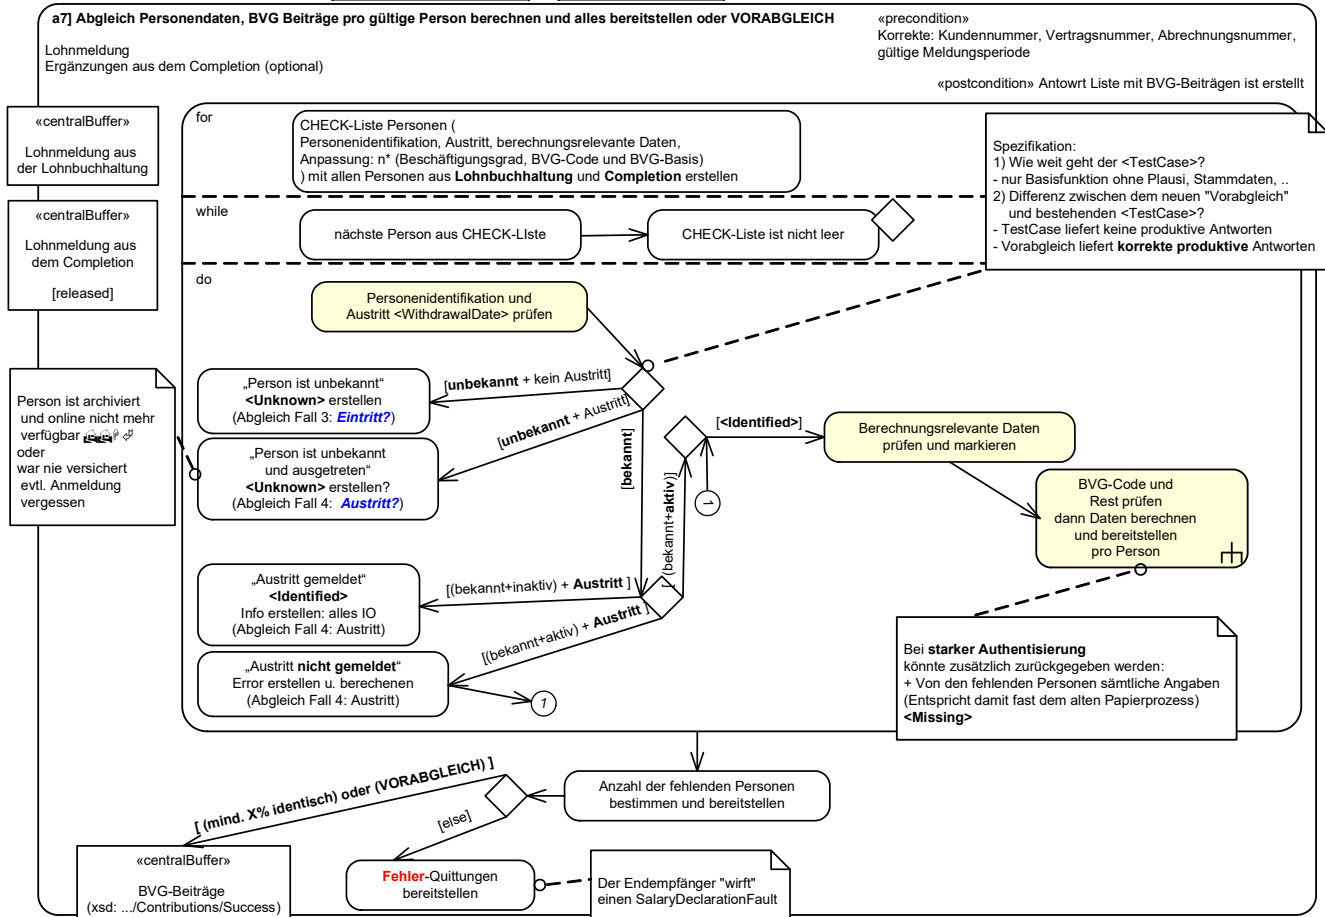 a7] Abgleich Personendaten, BVG Beiträge pro gültige Person berechnen und alles bereitstellen oder VORABGLEICH
«precondition»
Korrekte: Kundennummer, Vertragsnummer, Abrechnungsnummer,
gültige Meldungsperiode
Lohnmeldung
Ergänzungen aus dem Completion (optional)
«postcondition» Antowrt Liste mit BVG-Beiträgen ist erstellt
«centralBuffer»
Lohnmeldung aus
der Lohnbuchhaltung
for
CHECK-Liste Personen (
Personenidentifikation, Austritt, berechnungsrelevante Daten,
Anpassung: n* (Beschäftigungsgrad, BVG-Code und BVG-Basis)
) mit allen Personen aus Lohnbuchhaltung und Completion erstellen
Spezifikation:
1) Wie weit geht der <TestCase>?
- nur Basisfunktion ohne Plausi, Stammdaten, ..
2) Differenz zwischen dem neuen "Vorabgleich"
und bestehenden <TestCase>?
- TestCase liefert keine produktive Antworten
- Vorabgleich liefert korrekte produktive Antworten
«centralBuffer»
Lohnmeldung aus
dem Completion
[released]
while
nächste Person aus CHECK-LIste
CHECK-Liste ist nicht leer
do
Personenidentifikation und
Austritt <WithdrawalDate> prüfen
Person ist archiviert
und online nicht mehr
verfügbar
oder
war nie versichert
evtl. Anmeldung
vergessen
„Person ist unbekannt“
<Unknown> erstellen
(Abgleich Fall 3: Eintritt?)
[unbekannt + kein Austritt]
[unbekannt + Austritt]
„Person ist unbekannt
und ausgetreten“
<Unknown> erstellen?
(Abgleich Fall 4: Austritt?)
[bekannt]
[<Identified>]
Berechnungsrelevante Daten
prüfen und markieren
BVG-Code und
Rest prüfen
dann Daten berechnen
und bereitstellen
pro Person
1
[ (bekannt+aktiv)]
„Austritt gemeldet“
<Identified>
Info erstellen: alles IO
(Abgleich Fall 4: Austritt)
[(bekannt+inaktiv) + Austritt ]
[(bekannt+aktiv) + Austritt ]
„Austritt nicht gemeldet“
Error erstellen u. berechenen
(Abgleich Fall 4: Austritt)
1
Bei starker Authentisierung
könnte zusätzlich zurückgegeben werden:
+ Von den fehlenden Personen sämtliche Angaben
(Entspricht damit fast dem alten Papierprozess)
<Missing>
Anzahl der fehlenden Personen
bestimmen und bereitstellen
[ (mind. X% identisch) oder (VORABGLEICH) ]
[else]
«centralBuffer»
BVG-Beiträge
(xsd: .../Contributions/Success)
Fehler-Quittungen
bereitstellen
Der Endempfänger "wirft"
einen SalaryDeclarationFault